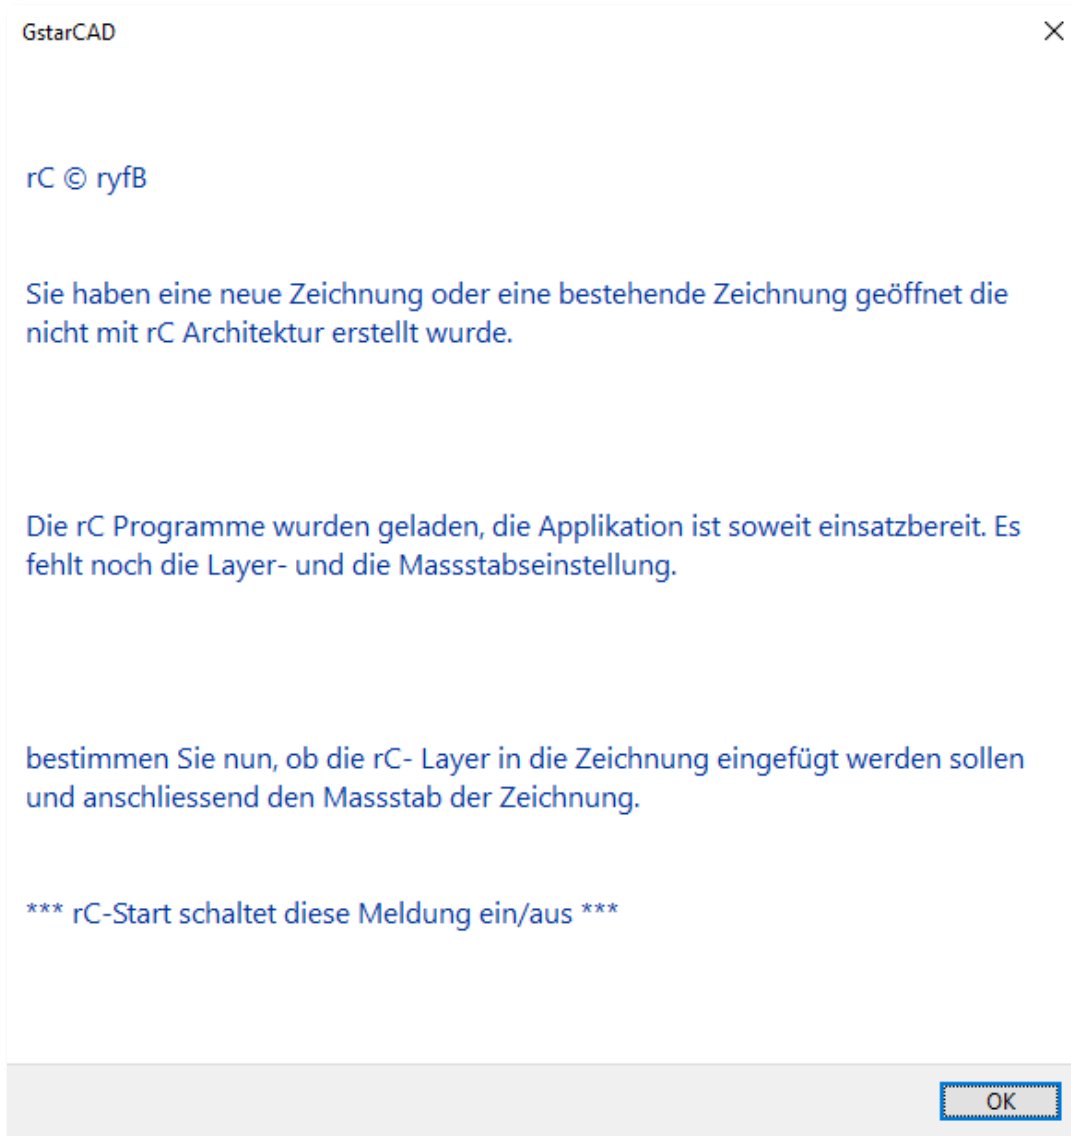 GstarCAD
rC © ryfB
Sie haben eine neue Zeichnung oder eine bestehende Zeichnung geöffnet die
nicht mit rC Architektur erstellt wurde.
Die rC Programme wurden geladen, die Applikation ist soweit einsatzbereit. Es
fehlt noch die Layer- und die Massstabseinstellung.
bestimmen Sie nun, ob die rC- Layer in die Zeichnung eingefügt werden sollen
und anschliessend den Massstab der Zeichnung.
*** rC-Start schaltet diese Meldung ein/aus ***
OK